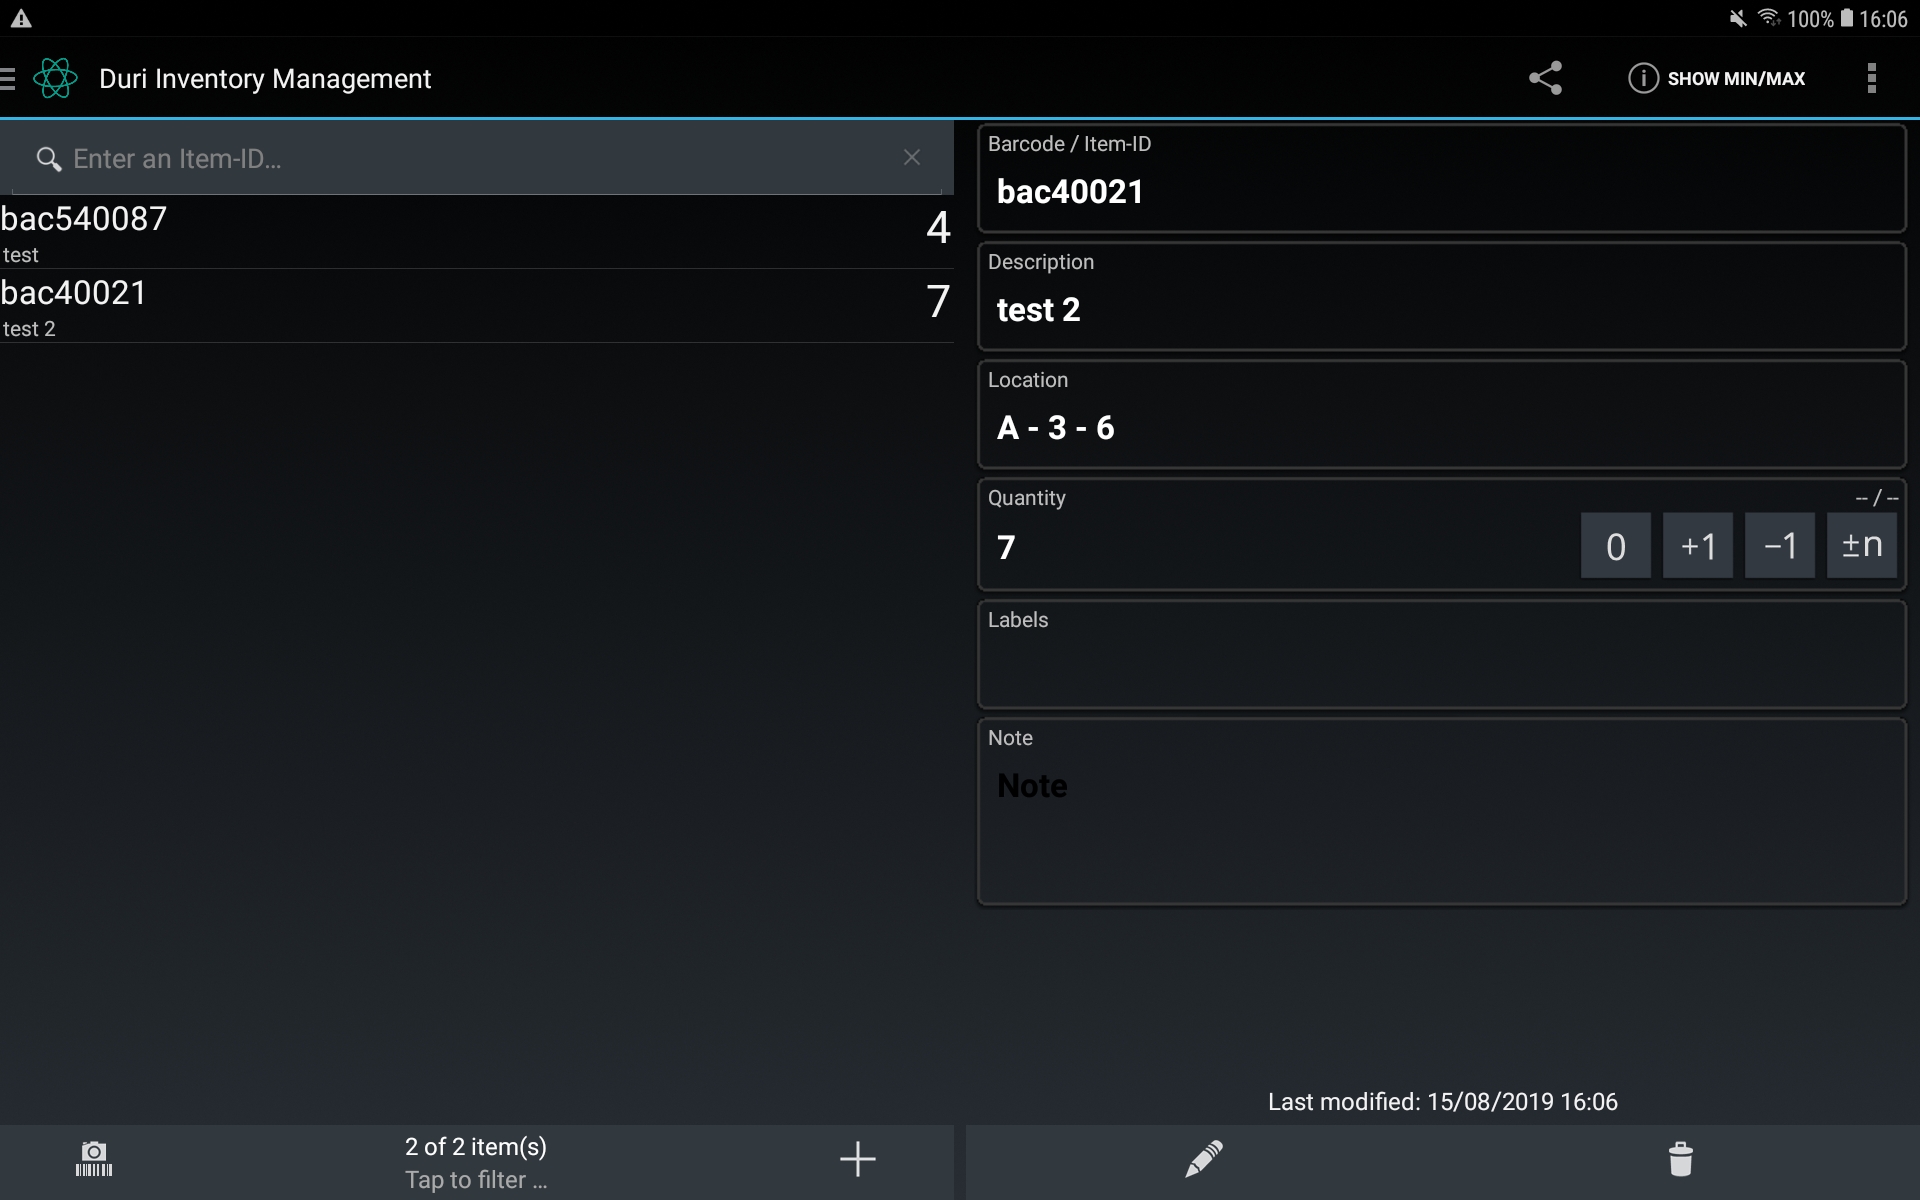 100% 16:06
Duri Inventory Management
SHOW MIN/MAX
Enter an Item-ID...
bac540087
4
test
bac40021
7
test 2
2 of 2 item(s)
Tap to filter ...
Barcode / Item-ID
bac40021
Description
test 2
Location
A - 3 - 6
Quantity
-- / --
7
0
+1
−1
±n
Labels
Note
Note
Last modified: 15/08/2019 16:06